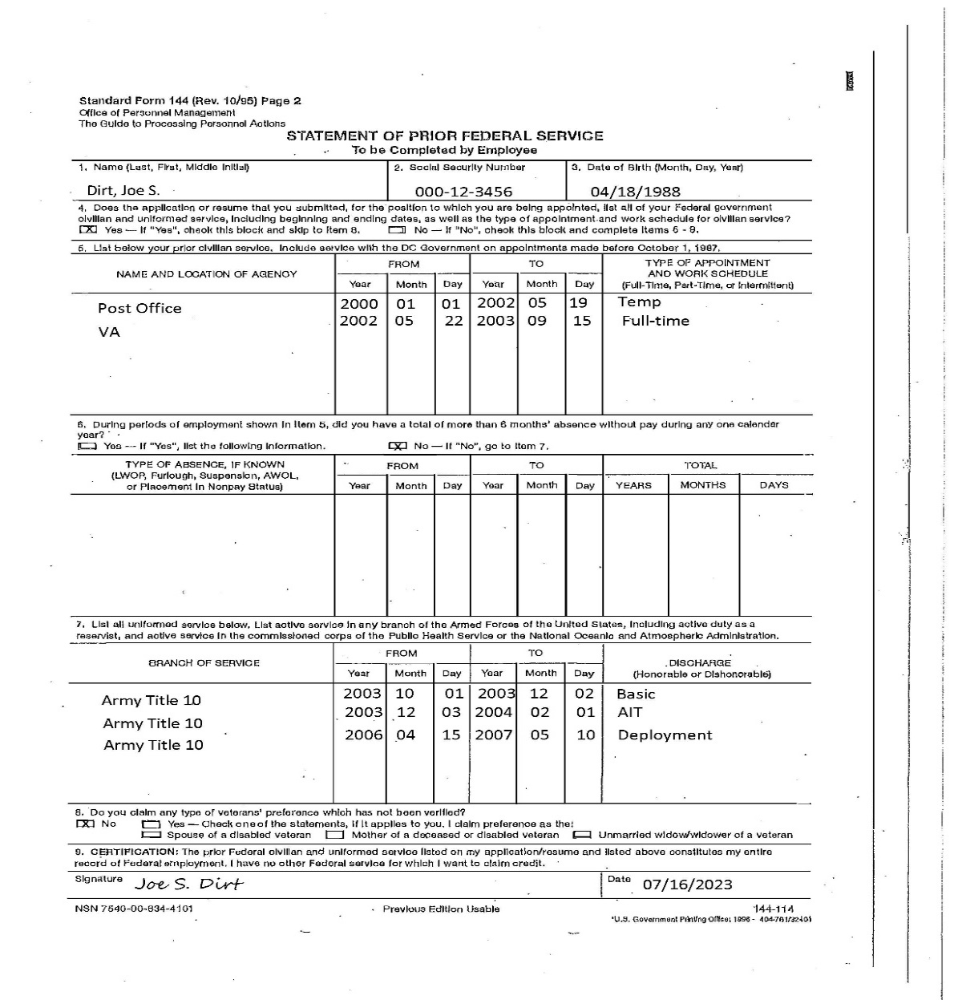 Standard Form 144 (Rev. 10/95) Page 2
Office of Personnel Management
The Guide to Processing Personnel Actions
STATEMENT OF PRIOR FEDERAL SERVICE
To be Completed by Employee
1. Name (Last, First, Middle Initial) 2. Social Security Number 3. Date of Birth (Month, Day, Year)
Dirt, Joe S. 000-12-3456 04/18/1988
4. Does the application or resume that you submitted, for the position to which you are being appointed, list all of your Federal government
civilian and uniformed service, including beginning and ending dates, as well as the type of appointment and work schedule for civilian service?
X Yes — If "Yes", check this block and skip to Item 8. No — If "No", check this block and complete Items 5 - 9.
5. List below your prior civilian service. Include service with the DC Government on appointments made before October 1, 1987.
NAME AND LOCATION OF AGENCY FROM TO TYPE OF APPOINTMENT
AND WORK SCHEDULE
Year Month Day Year Month Day (Full-Time, Part-Time, or Intermittent)
Post Office 2000 01 01 2002 05 19 Temp
VA 2002 05 22 2003 09 15 Full-time
6. During periods of employment shown in Item 5, did you have a total of more than 6 months' absence without pay during any one calendar
year?
Yes — If "Yes", list the following information. X No — If "No", go to Item 7.
TYPE OF ABSENCE, IF KNOWN FROM TO TOTAL
(LWOP, Furlough, Suspension, AWOL,
or Placement in Nonpay Status) Year Month Day Year Month Day YEARS MONTHS DAYS
7. List all uniformed service below. List active service in any branch of the Armed Forces of the United States, including active duty as a
reservist, and active service in the commissioned corps of the Public Health Service or the National Oceanic and Atmospheric Administration.
BRANCH OF SERVICE FROM TO DISCHARGE
Year Month Day Year Month Day (Honorable or Dishonorable)
Army Title 10 2003 10 01 2003 12 02 Basic
Army Title 10 2003 12 03 2004 02 01 AIT
Army Title 10 2006 04 15 2007 05 10 Deployment
8. Do you claim any type of veterans' preference which has not been verified?
X No Yes — Check one of the statements, if it applies to you. I claim preference as the:
Spouse of a disabled veteran Mother of a deceased or disabled veteran Unmarried widow/widower of a veteran
9. CERTIFICATION: The prior Federal civilian and uniformed service listed on my application/resume and listed above constitutes my entire
record of Federal employment. I have no other Federal service for which I want to claim credit.
Signature Joe S. Dirt Date 07/16/2023
NSN 7540-00-634-4101 Previous Edition Usable 144-114
*U.S. Government Printing Office: 1996 - 404-761/32401